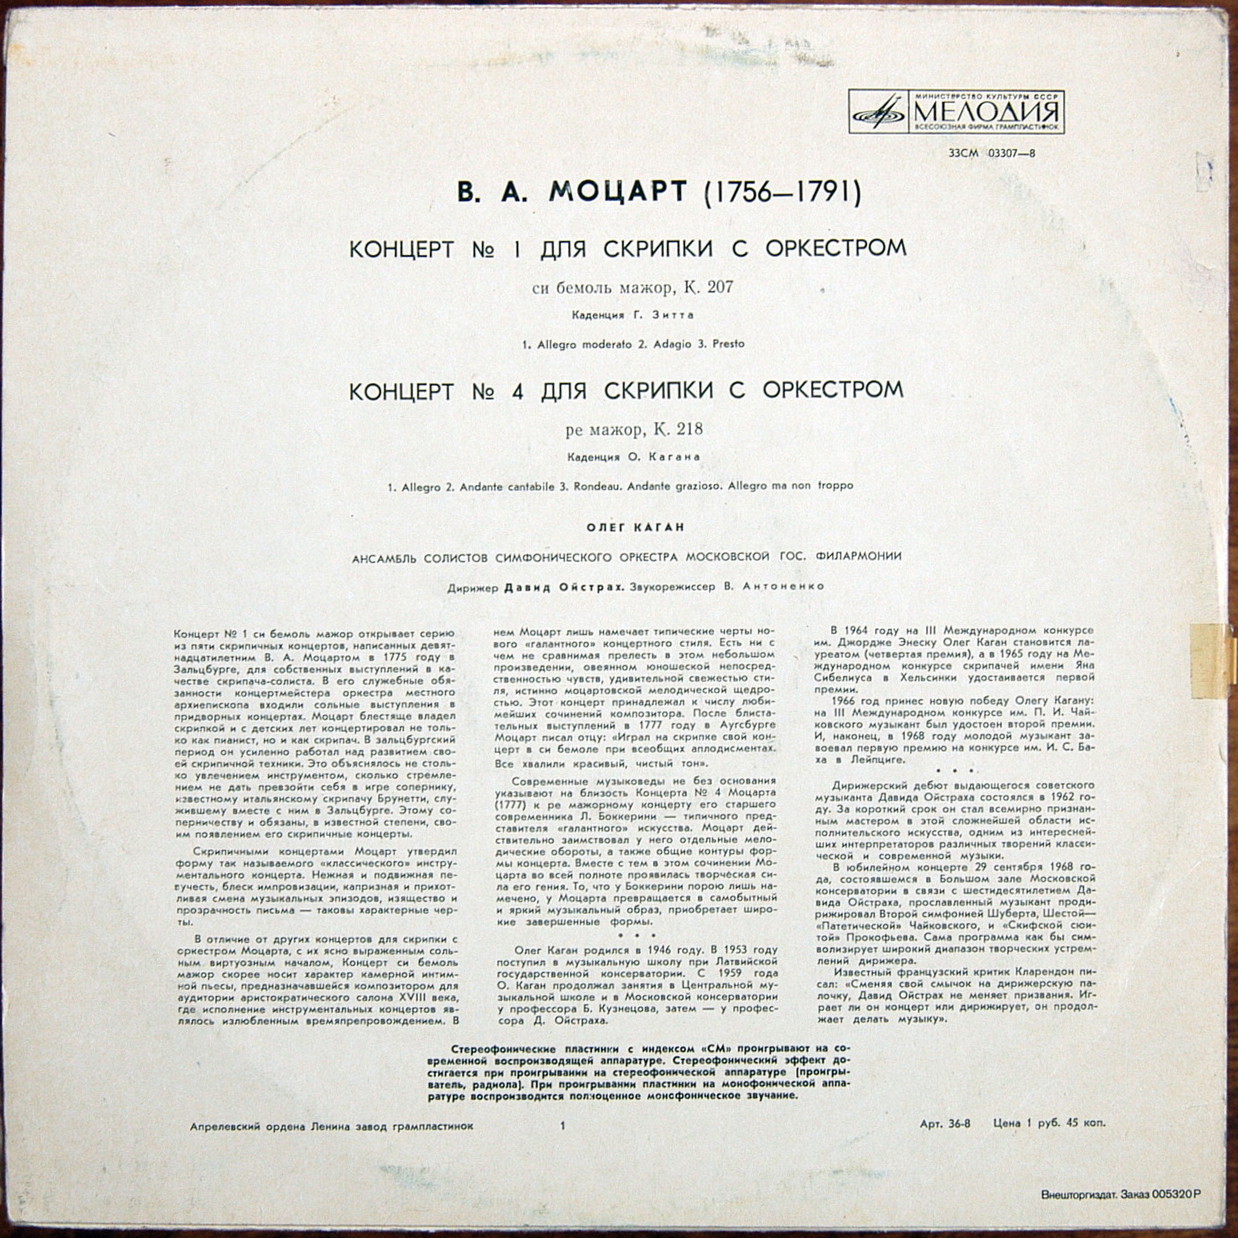 МИНИСТЕРСТВО КУЛЬТУРЫ СССР
МЕЛОДИЯ
ВСЕСОЮЗНАЯ ФИРМА ГРАМПЛАСТИНОК
33СМ 03307—8
В. А. МОЦАРТ (1756—1791)
КОНЦЕРТ № 1 ДЛЯ СКРИПКИ С ОРКЕСТРОМ
си бемоль мажор, К. 207
Каденция Г. Зитта
1. Allegro moderato 2. Adagio 3. Presto
КОНЦЕРТ № 4 ДЛЯ СКРИПКИ С ОРКЕСТРОМ
ре мажор, К. 218
Каденция О. Кагана
1. Allegro 2. Andante cantabile 3. Rondeau. Andante grazioso. Allegro ma non troppo
ОЛЕГ КАГАН
АНСАМБЛЬ СОЛИСТОВ СИМФОНИЧЕСКОГО ОРКЕСТРА МОСКОВСКОЙ ГОС. ФИЛАРМОНИИ
Дирижер Давид Ойстрах. Звукорежиссер В. Антоненко
Концерт № 1 си бемоль мажор открывает серию
из пяти скрипичных концертов, написанных девят-
надцатилетним В. А. Моцартом в 1775 году в
Зальцбурге, для собственных выступлений в ка-
честве скрипача-солиста. В его служебные обя-
занности концертмейстера оркестра местного
архиепископа входили сольные выступления в
придворных концертах. Моцарт блестяще владел
скрипкой и с детских лет концертировал не толь-
ко как пианист, но и как скрипач. В зальцбургский
период он усиленно работал над развитием сво-
ей скрипичной техники. Это объяснялось не столь-
ко увлечением инструментом, сколько стремле-
нием не дать превзойти себя в игре сопернику,
известному итальянскому скрипачу Брунетти, слу-
жившему вместе с ним в Зальцбурге. Этому со-
перничеству и обязаны, в известной степени, сво-
им появлением его скрипичные концерты.
Скрипичными концертами Моцарт утвердил
форму так называемого «классического» инстру-
ментального концерта. Нежная и подвижная пе-
вучесть, блеск импровизации, капризная и прихот-
ливая смена музыкальных эпизодов, изящество и
прозрачность письма — таковы характерные чер-
ты.
В отличие от других концертов для скрипки с
оркестром Моцарта, с их ясно выраженным соль-
ным виртуозным началом, Концерт си бемоль
мажор скорее носит характер камерной интим-
ной пьесы, предназначавшейся композитором для
аудитории аристократического салона XVIII века,
где исполнение инструментальных концертов яв-
лялось излюбленным времяпрепровождением. В
нем Моцарт лишь намечает типические черты но-
вого «галантного» концертного стиля. Есть ни с
чем не сравнимая прелесть в этом небольшом
произведении, овеянном юношеской непосред-
ственностью чувств, удивительной свежестью сти-
ля, истинно моцартовской мелодической щедро-
стью. Этот концерт принадлежал к числу люби-
мейших сочинений композитора. После блиста-
тельных выступлений в 1777 году в Аугсбурге
Моцарт писал отцу: «Играл на скрипке свой кон-
церт в си бемоле при всеобщих аплодисментах.
Все хвалили красивый, чистый тон».
Современные музыковеды не без основания
указывают на близость Концерта № 4 Моцарта
(1777) к ре мажорному концерту его старшего
современника Л. Боккерини — типичного пред-
ставителя «галантного» искусства. Моцарт дей-
ствительно заимствовал у него отдельные мело-
дические обороты, а также общие контуры фор-
мы концерта. Вместе с тем в этом сочинении Мо-
царта во всей полноте проявилась творческая си-
ла его гения. То, что у Боккерини порою лишь на-
мечено, у Моцарта превращается в самобытный
и яркий музыкальный образ, приобретает широ-
кие завершенные формы.
* * *
Олег Каган родился в 1946 году. В 1953 году
поступил в музыкальную школу при Латвийской
государственной консерватории. С 1959 года
О. Каган продолжал занятия в Центральной му-
зыкальной школе и в Московской консерватории
у профессора Б. Кузнецова, затем — у профес-
сора Д. Ойстраха.
В 1964 году на III Международном конкурсе
им. Джордже Энеску Олег Каган становится ла-
уреатом (четвертая премия), а в 1965 году на Ме-
ждународном конкурсе скрипачей имени Яна
Сибелиуса в Хельсинки удостаивается первой
премии.
1966 год принес новую победу Олегу Кагану:
на III Международном конкурсе им. П. И. Чай-
ковского музыкант был удостоен второй премии.
И, наконец, в 1968 году молодой музыкант за-
воевал первую премию на конкурсе им. И. С. Ба-
ха в Лейпциге.
* * *
Дирижерский дебют выдающегося советского
музыканта Давида Ойстраха состоялся в 1962 го-
ду. За короткий срок он стал всемирно признан-
ным мастером в этой сложнейшей области ис-
полнительского искусства, одним из интересней-
ших интерпретаторов различных творений класси-
ческой и современной музыки.
В юбилейном концерте 29 сентября 1968 го-
да, состоявшемся в Большом зале Московской
консерватории в связи с шестидесятилетием Да-
вида Ойстраха, прославленный музыкант проди-
рижировал Второй симфонией Шуберта, Шестой—
«Патетической» Чайковского, и «Скифской сюи-
той» Прокофьева. Сама программа как бы сим-
волизирует широкий диапазон творческих устрем-
лений дирижера.
Известный французский критик Кларендон пи-
сал: «Сменяя свой смычок на дирижерскую па-
лочку, Давид Ойстрах не меняет призвания. Иг-
рает ли он концерт или дирижирует, он продол-
жает делать музыку».
Стереофонические пластинки с индексом «СМ» проигрывают на со-
временной воспроизводящей аппаратуре. Стереофонический эффект до-
стигается при проигрывании на стереофонической аппаратуре (проигры-
ватель, радиола). При проигрывании пластинки на монофонической аппа-
ратуре воспроизводится полноценное монофоническое звучание.
Апрелевский ордена Ленина завод грампластинок 1 Арт. 36-8 Цена 1 руб. 45 коп.
Внешторгиздат. Заказ 005320Р